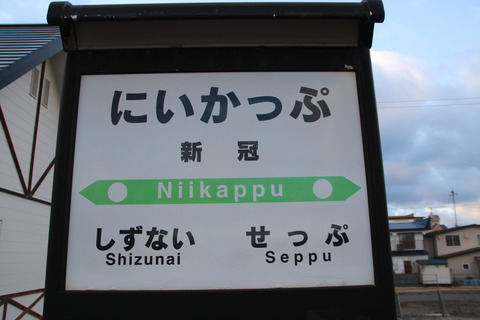 にいかっぷ
新冠
Niikappu
しずない せっぷ
Shizunai Seppu